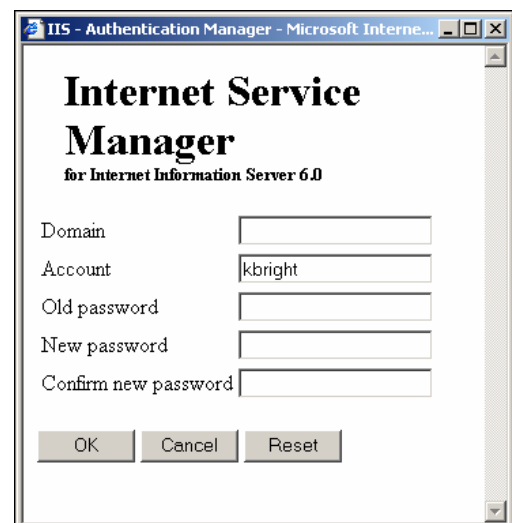 IIS - Authentication Manager - Microsoft Interne...
Internet Service
Manager
for Internet Information Server 6.0
Domain
Account kbright
Old password
New password
Confirm new password
OK Cancel Reset